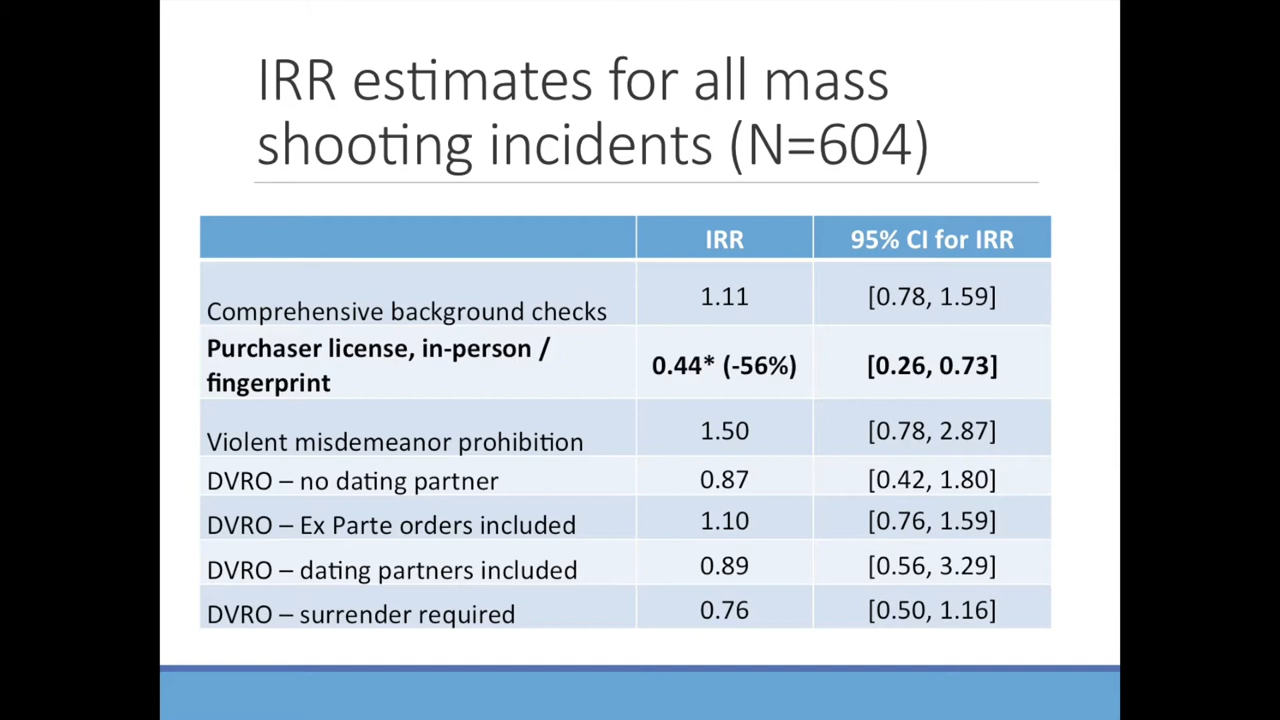 IRR estimates for all mass
shooting incidents (N=604)
IRR 95% CI for IRR
Comprehensive background checks 1.11 [0.78, 1.59]
Purchaser license, in-person /
fingerprint 0.44* (-56%) [0.26, 0.73]
Violent misdemeanor prohibition 1.50 [0.78, 2.87]
DVRO – no dating partner 0.87 [0.42, 1.80]
DVRO – Ex Parte orders included 1.10 [0.76, 1.59]
DVRO – dating partners included 0.89 [0.56, 3.29]
DVRO – surrender required 0.76 [0.50, 1.16]